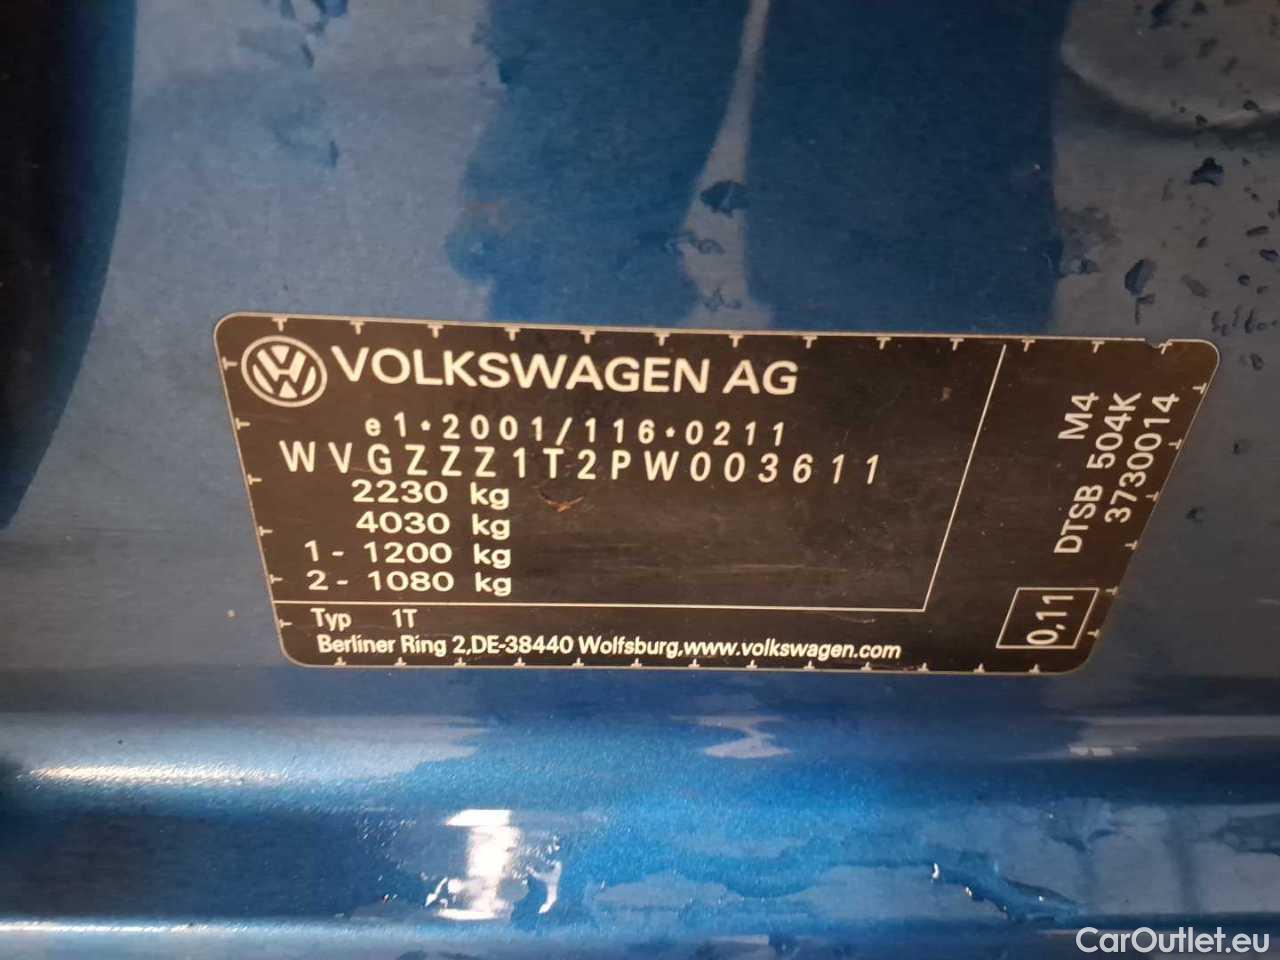 VOLKSWAGEN AG
e1*2001/116*0211
WVGZZZ1T2PW003611
2230 kg
4030 kg
1 - 1200 kg
2 - 1080 kg
Typ 1T
Berliner Ring 2,DE-38440 Wolfsburg,www.volkswagen.com
M4
DTSB 504K
3730014
0,11
CarOutlet.eu